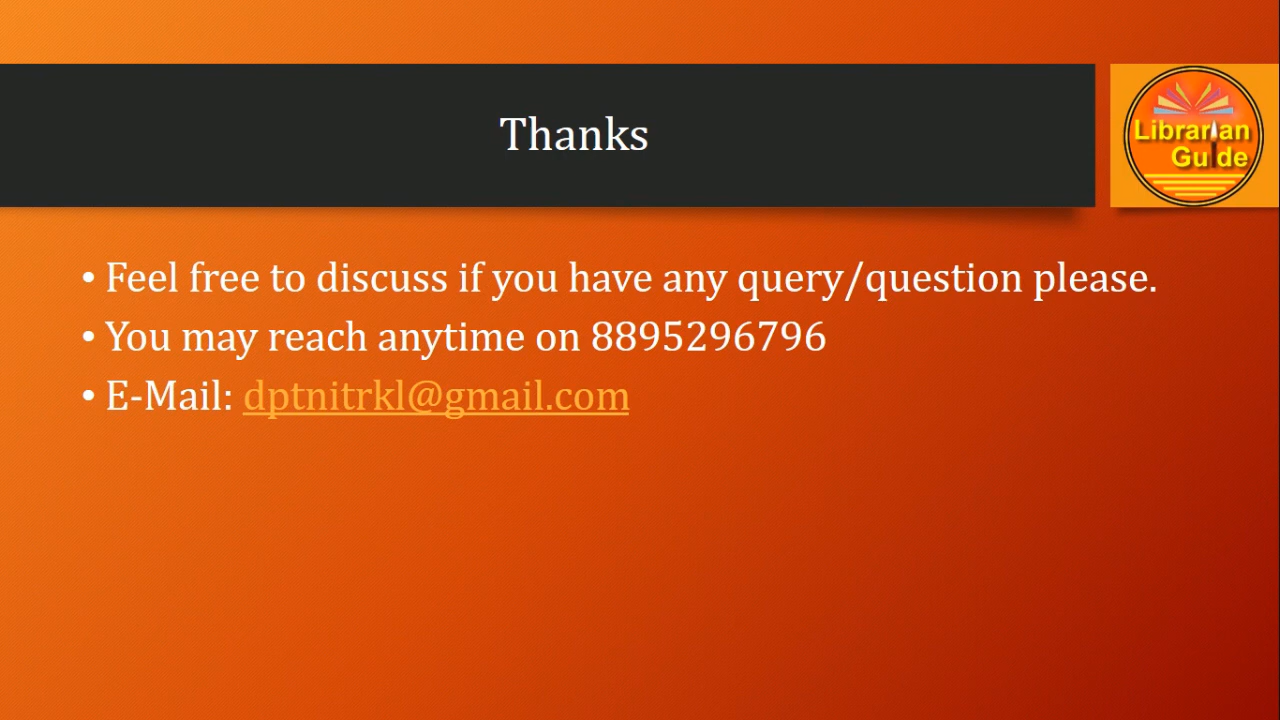 Thanks
Librarian
Guide
• Feel free to discuss if you have any query/question please.
• You may reach anytime on 8895296796
• E-Mail: dptnitrkl@gmail.com